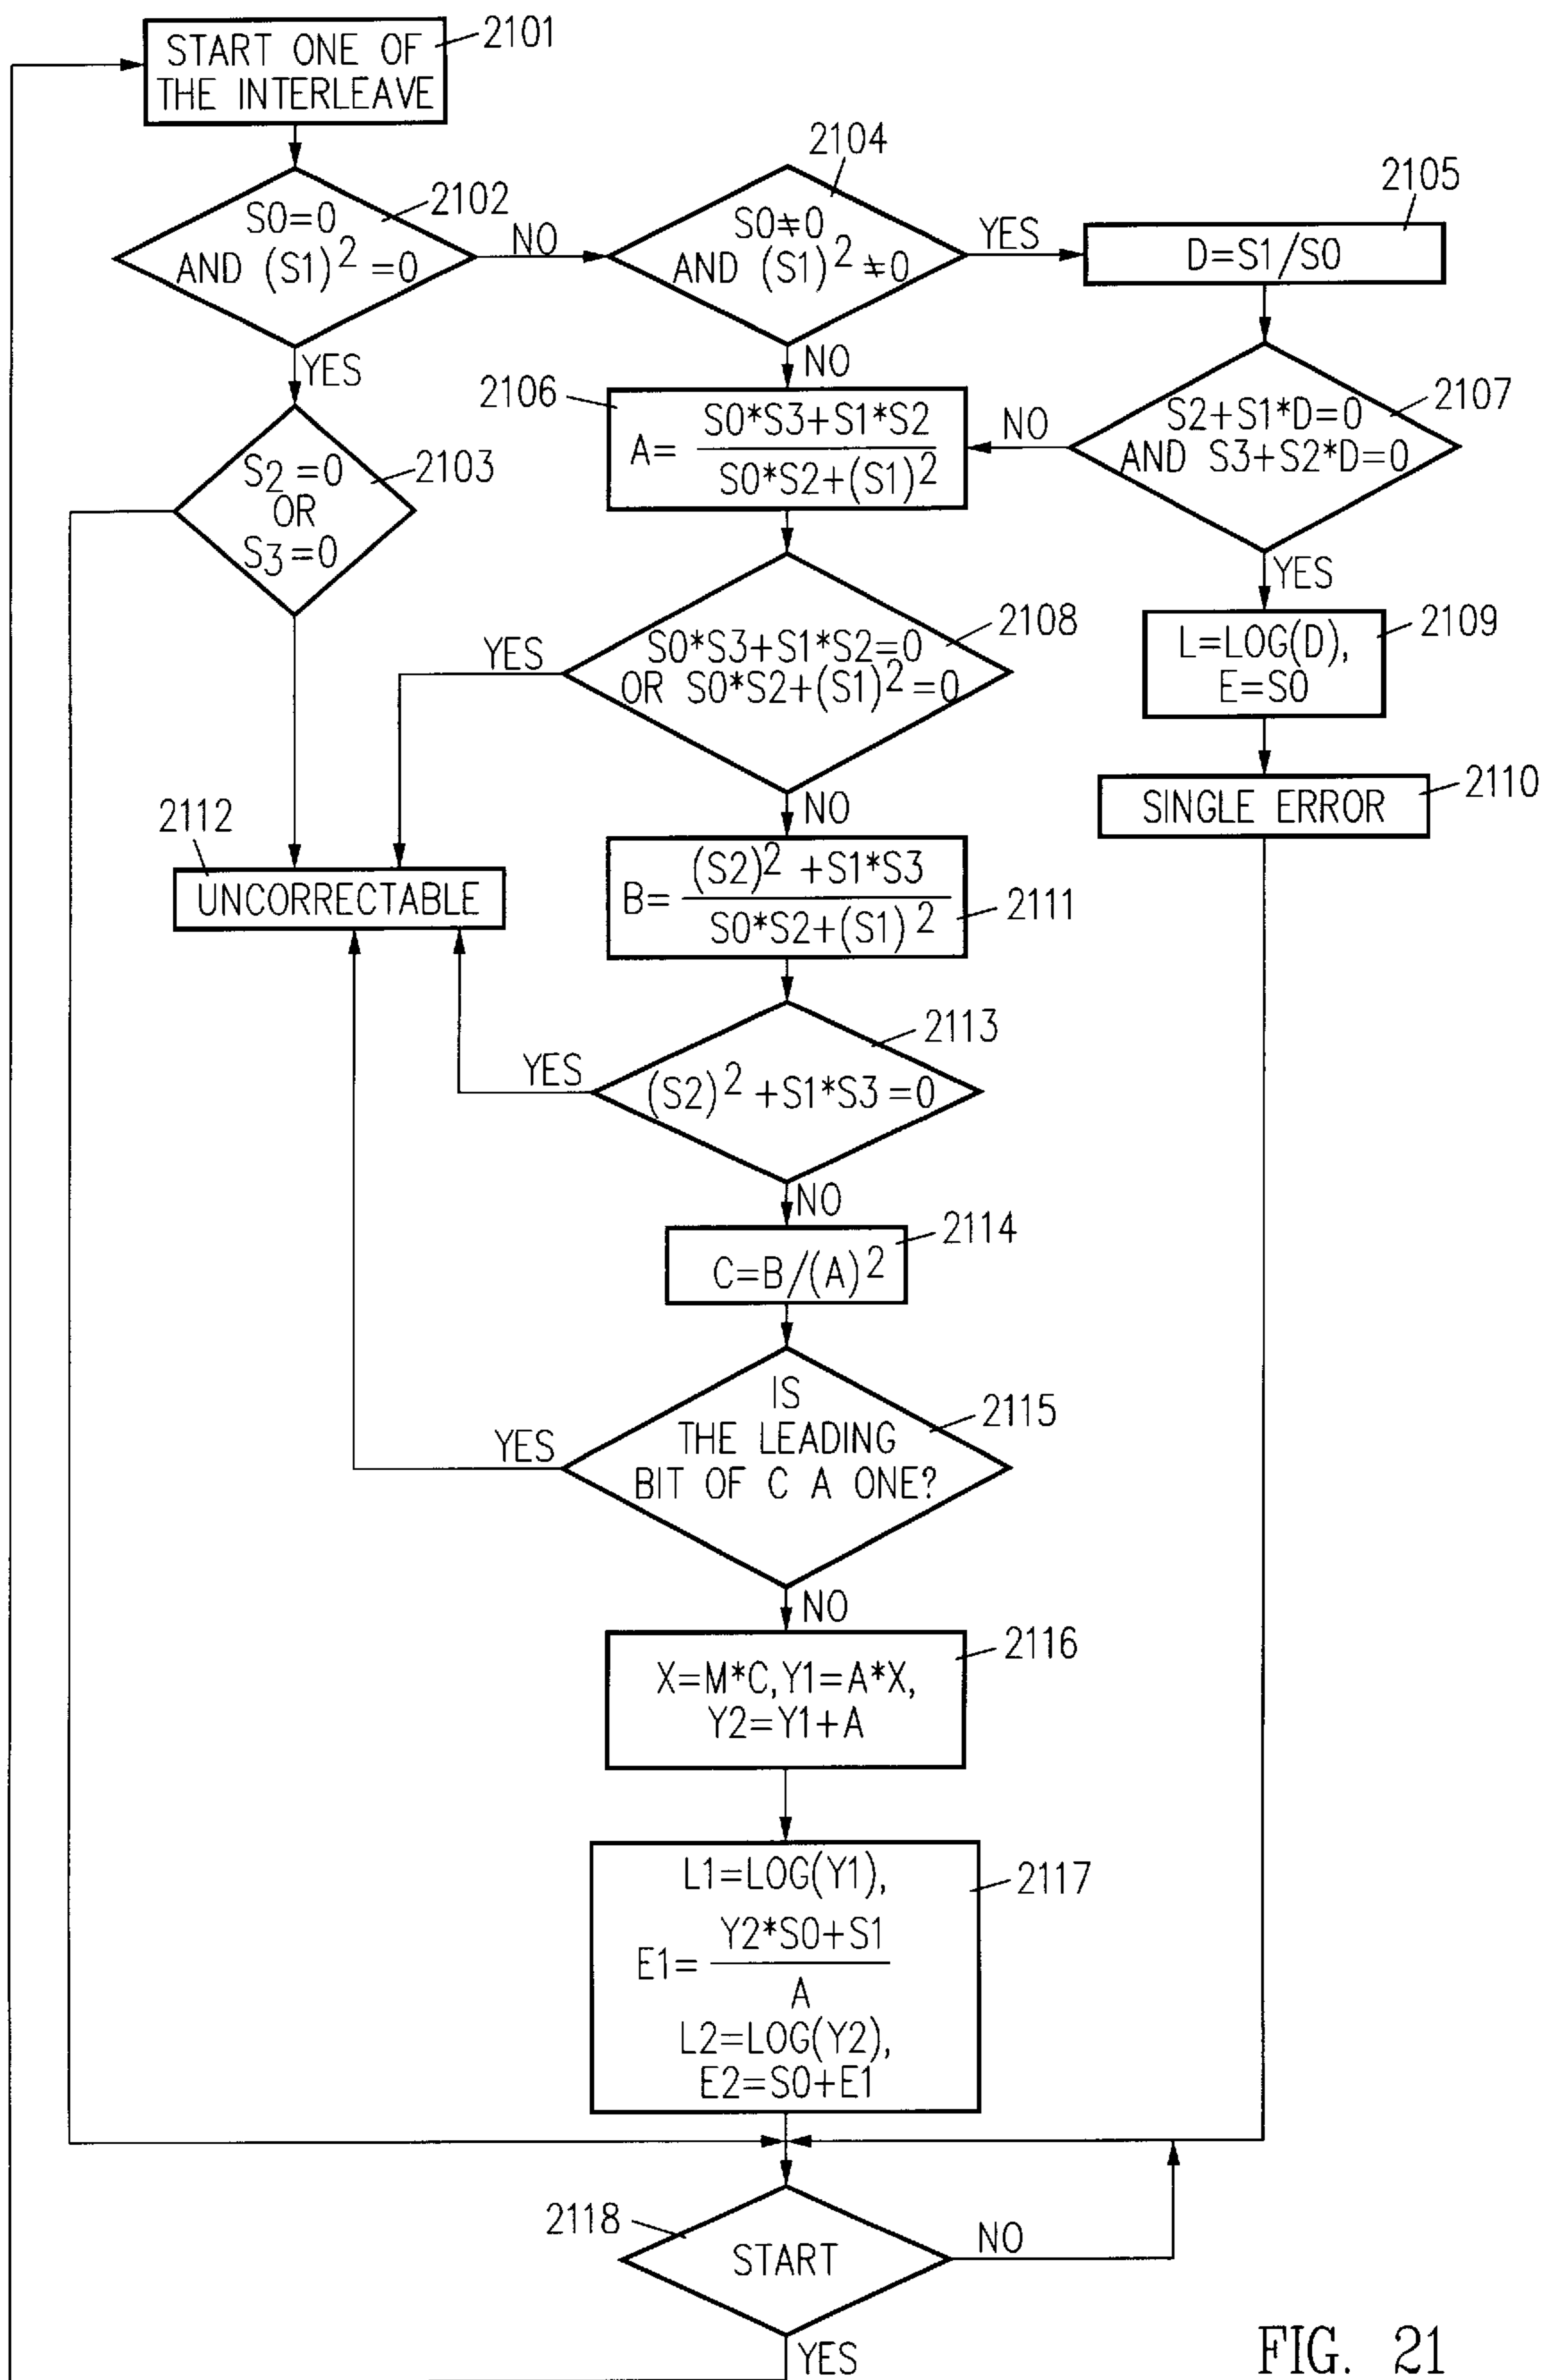 START ONE OF
THE INTERLEAVE
2101
S0=0
AND (S1)² =0
2102
NO
YES
S2 =0
OR
S3 =0
2103
S0≠0
AND (S1)² ≠0
2104
YES
NO
D=S1/S0
2105
2106
A= S0*S3+S1*S2
S0*S2+(S1)²
NO
S2+S1*D=0
AND S3+S2*D=0
2107
YES
S0*S3+S1*S2=0
OR S0*S2+(S1)²=0
2108
YES
NO
L=LOG(D),
E=S0
2109
SINGLE ERROR
2110
2112
UNCORRECTABLE
B= (S2)² +S1*S3
S0*S2+(S1)²
2111
(S2)² +S1*S3 =0
2113
YES
NO
C=B/(A)²
2114
IS
THE LEADING
BIT OF C A ONE?
2115
YES
NO
X=M*C,Y1=A*X,
Y2=Y1+A
2116
L1=LOG(Y1),
E1= Y2*S0+S1
A
L2=LOG(Y2),
E2=S0+E1
2117
2118
START
NO
YES
FIG. 21